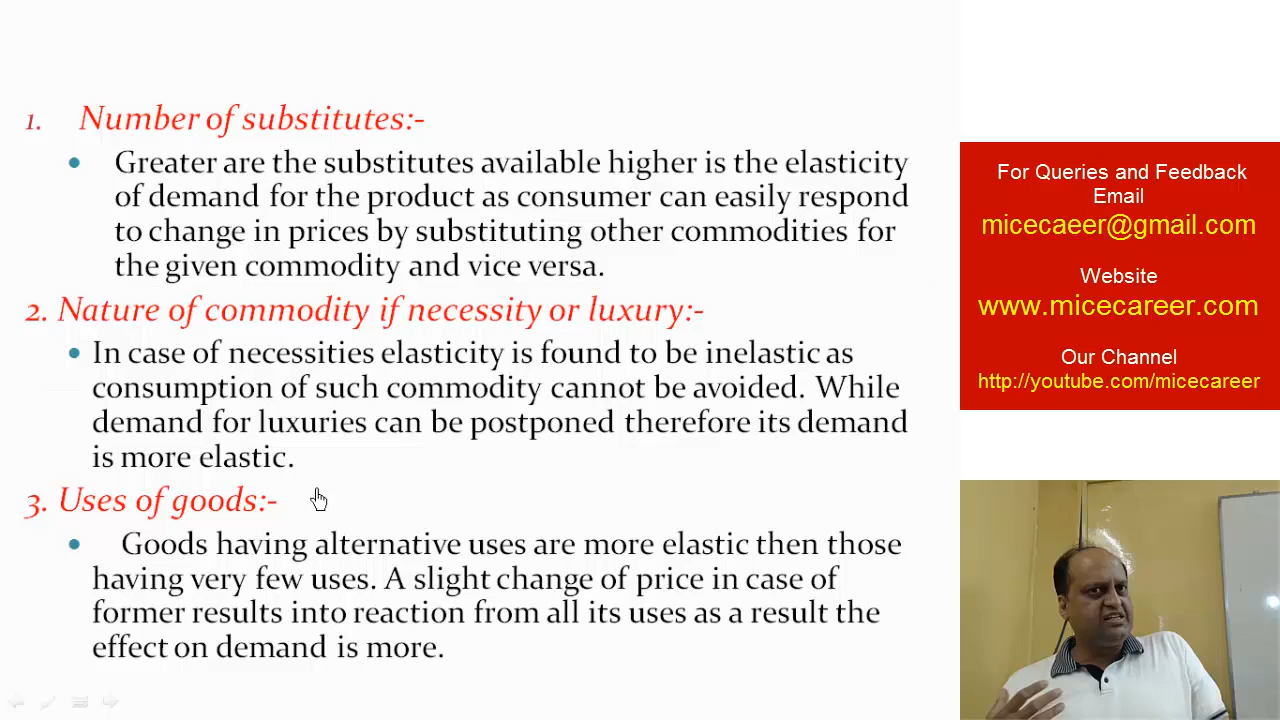 1. Number of substitutes:-
• Greater are the substitutes available higher is the elasticity
of demand for the product as consumer can easily respond
to change in prices by substituting other commodities for
the given commodity and vice versa.
2. Nature of commodity if necessity or luxury:-
• In case of necessities elasticity is found to be inelastic as
consumption of such commodity cannot be avoided. While
demand for luxuries can be postponed therefore its demand
is more elastic.
3. Uses of goods:-
• Goods having alternative uses are more elastic then those
having very few uses. A slight change of price in case of
former results into reaction from all its uses as a result the
effect on demand is more.
For Queries and Feedback
Email
micecaeer@gmail.com
Website
www.micecareer.com
Our Channel
http://youtube.com/micecareer